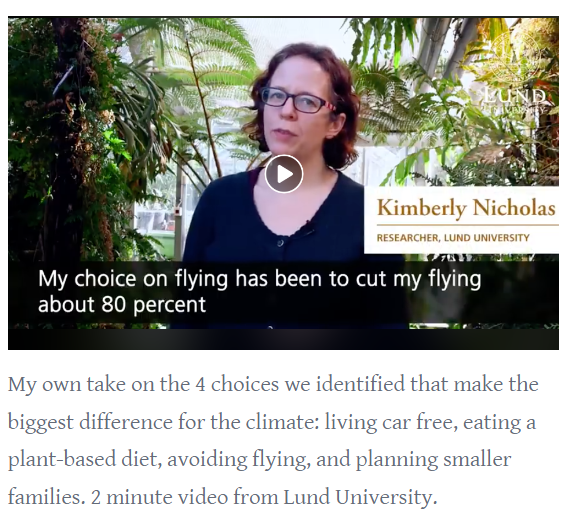 LUND
UNIVERSITY
Kimberly Nicholas
RESEARCHER, LUND UNIVERSITY
My choice on flying has been to cut my flying
about 80 percent
My own take on the 4 choices we identified that make the
biggest difference for the climate: living car free, eating a
plant-based diet, avoiding flying, and planning smaller
families. 2 minute video from Lund University.